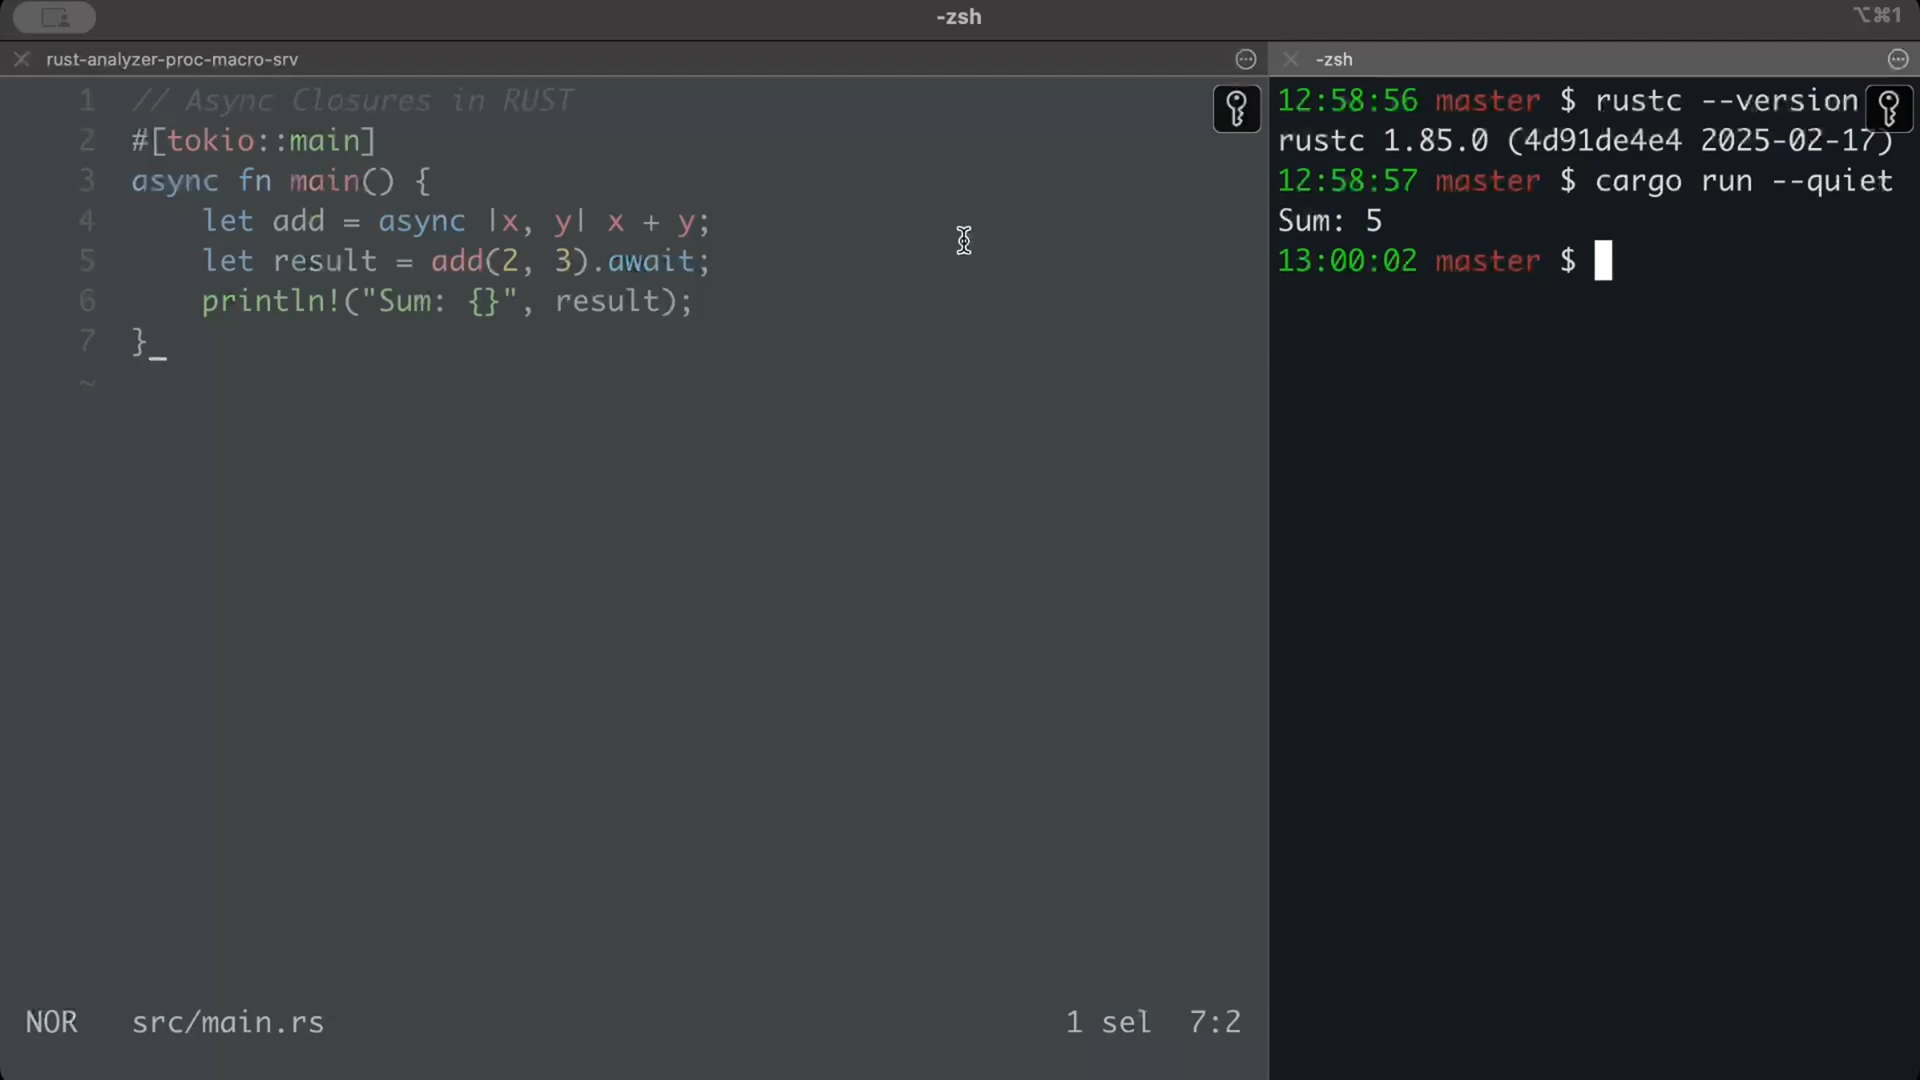 -zsh
⌥⌘1
rust-analyzer-proc-macro-srv
1 // Async Closures in RUST
2 #[tokio::main]
3 async fn main() {
4     let add = async |x, y| x + y;
5     let result = add(2, 3).await;
6     println!("Sum: {}", result);
7 }_
~
NOR src/main.rs 1 sel 7:2
-zsh
12:58:56 master $ rustc --version
rustc 1.85.0 (4d91de4e4 2025-02-17)
12:58:57 master $ cargo run --quiet
Sum: 5
13:00:02 master $